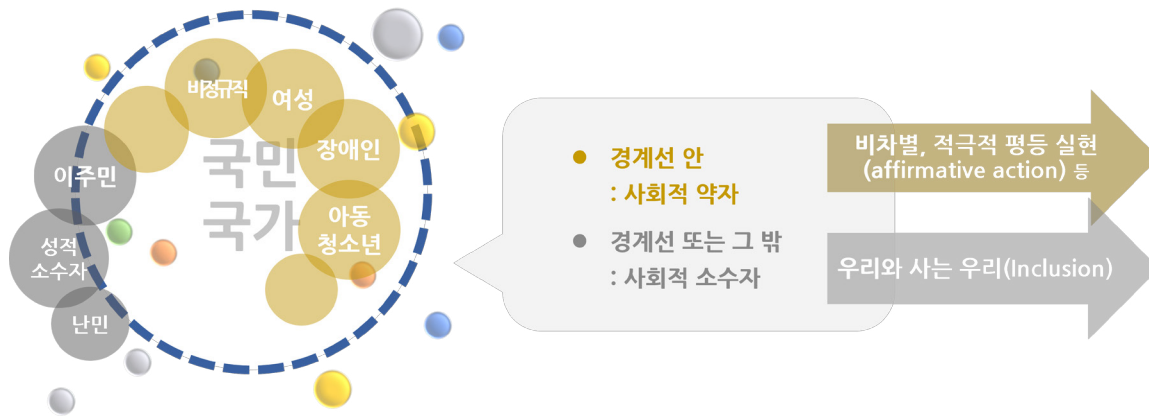 비정규직
여성
장애인
아동
청소년
국민
국가
이주민
성적
소수자
난민
● 경계선 안
: 사회적 약자
● 경계선 또는 그 밖
: 사회적 소수자
비차별, 적극적 평등 실현
(affirmative action) 등
우리와 사는 우리(Inclusion)